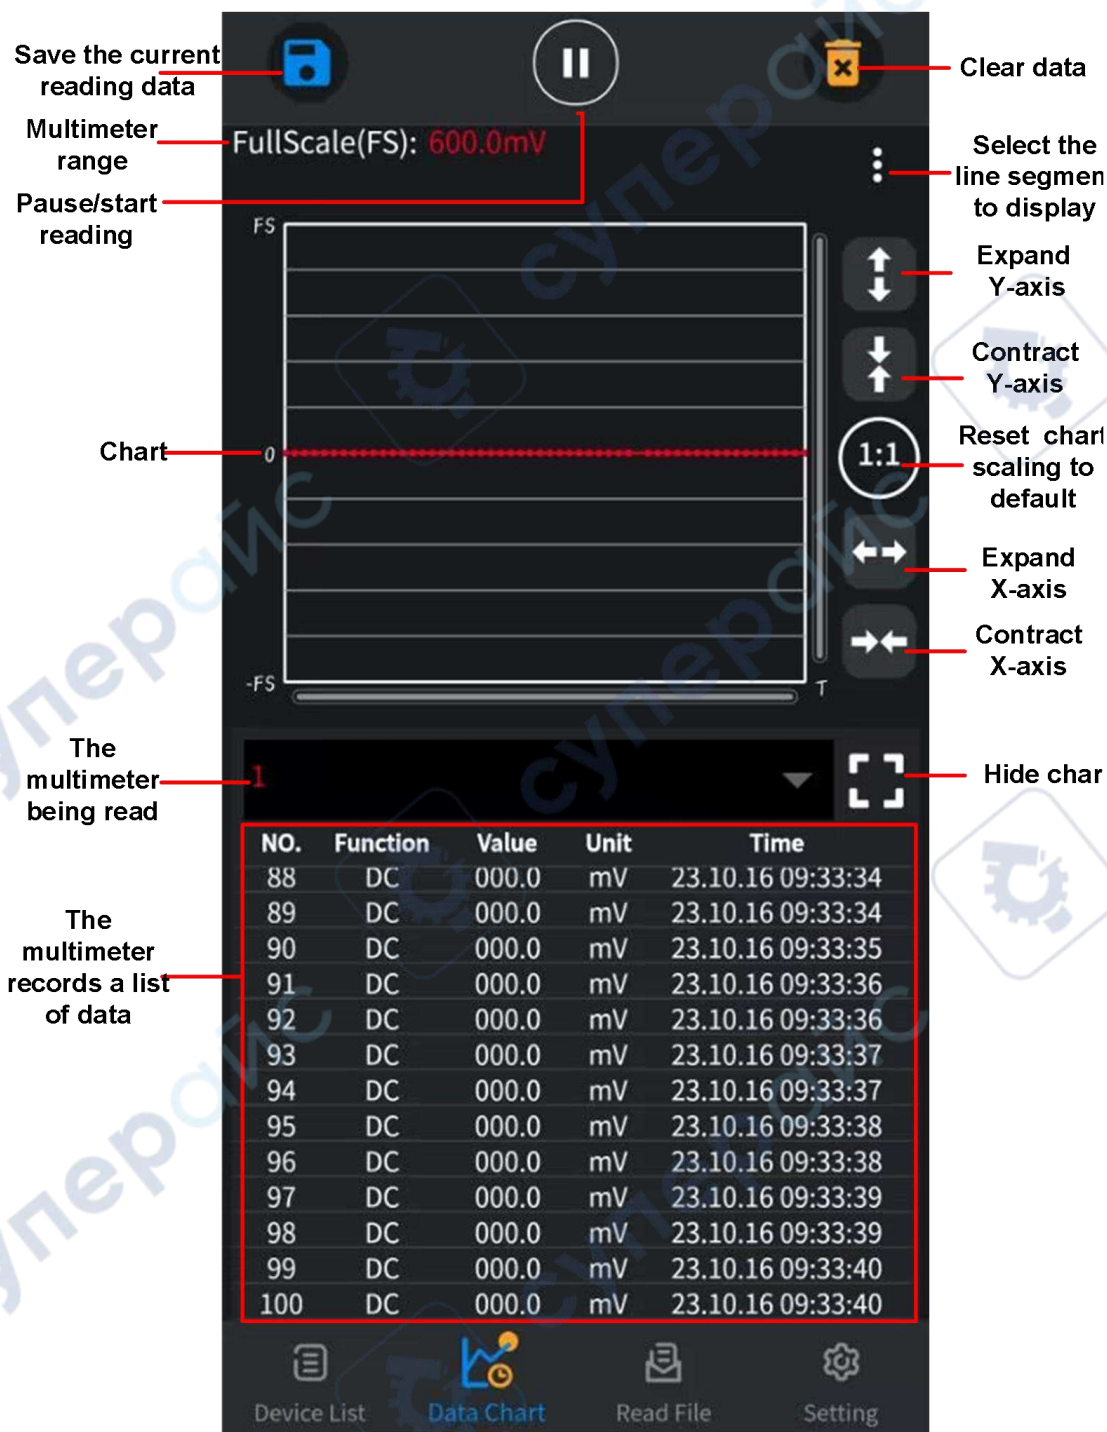 Save the current
reading data
Clear data
Multimeter
range
FullScale(FS): 600.0mV
Select the
line segmen
to display
Pause/start
reading
FS
Expand
Y-axis
Contract
Y-axis
Chart
0
1:1
Reset chart
scaling to
default
Expand
X-axis
Contract
X-axis
-FS
T
The
multimeter
being read
1
Hide char
NO. Function Value Unit Time
88 DC 000.0 mV 23.10.16 09:33:34
89 DC 000.0 mV 23.10.16 09:33:34
90 DC 000.0 mV 23.10.16 09:33:35
91 DC 000.0 mV 23.10.16 09:33:36
92 DC 000.0 mV 23.10.16 09:33:36
93 DC 000.0 mV 23.10.16 09:33:37
94 DC 000.0 mV 23.10.16 09:33:37
95 DC 000.0 mV 23.10.16 09:33:38
96 DC 000.0 mV 23.10.16 09:33:38
97 DC 000.0 mV 23.10.16 09:33:39
98 DC 000.0 mV 23.10.16 09:33:39
99 DC 000.0 mV 23.10.16 09:33:40
100 DC 000.0 mV 23.10.16 09:33:40
The
multimeter
records a list
of data
Device List
Data Chart
Read File
Setting
суперайс
суперайс
суперайс
суперайс